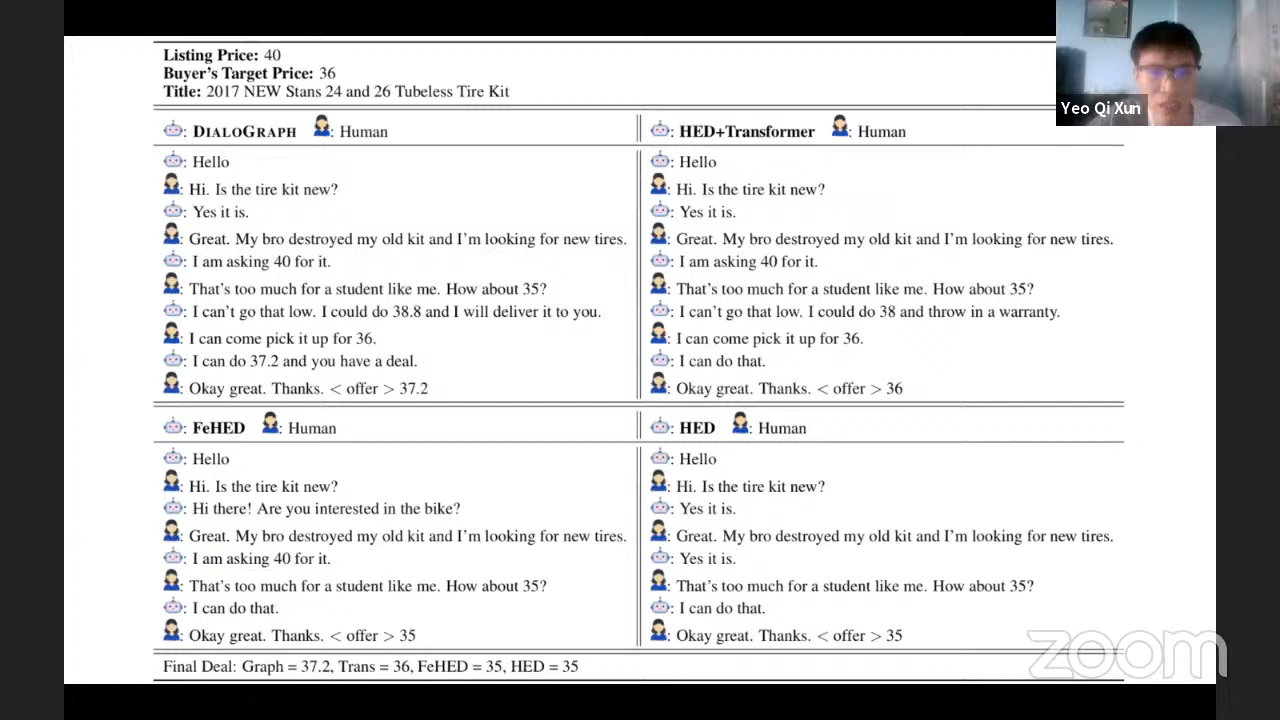 Listing Price: 40
Buyer's Target Price: 36
Title: 2017 NEW Stans 24 and 26 Tubeless Tire Kit
Yeo Qi Xun
: DIALOGRAPH : Human
: Hello
: Hi. Is the tire kit new?
: Yes it is.
: Great. My bro destroyed my old kit and I'm looking for new tires.
: I am asking 40 for it.
: That's too much for a student like me. How about 35?
: I can't go that low. I could do 38.8 and I will deliver it to you.
: I can come pick it up for 36.
: I can do 37.2 and you have a deal.
: Okay great. Thanks. < offer > 37.2
: HED+Transformer : Human
: Hello
: Hi. Is the tire kit new?
: Yes it is.
: Great. My bro destroyed my old kit and I'm looking for new tires.
: I am asking 40 for it.
: That's too much for a student like me. How about 35?
: I can't go that low. I could do 38 and throw in a warranty.
: I can come pick it up for 36.
: I can do that.
: Okay great. Thanks. < offer > 36
: FeHED : Human
: Hello
: Hi. Is the tire kit new?
: Hi there! Are you interested in the bike?
: Great. My bro destroyed my old kit and I'm looking for new tires.
: I am asking 40 for it.
: That's too much for a student like me. How about 35?
: I can do that.
: Okay great. Thanks. < offer > 35
: HED : Human
: Hello
: Hi. Is the tire kit new?
: Yes it is.
: Great. My bro destroyed my old kit and I'm looking for new tires.
: Yes it is.
: That's too much for a student like me. How about 35?
: I can do that.
: Okay great. Thanks. < offer > 35
Final Deal: Graph = 37.2, Trans = 36, FeHED = 35, HED = 35
zoom